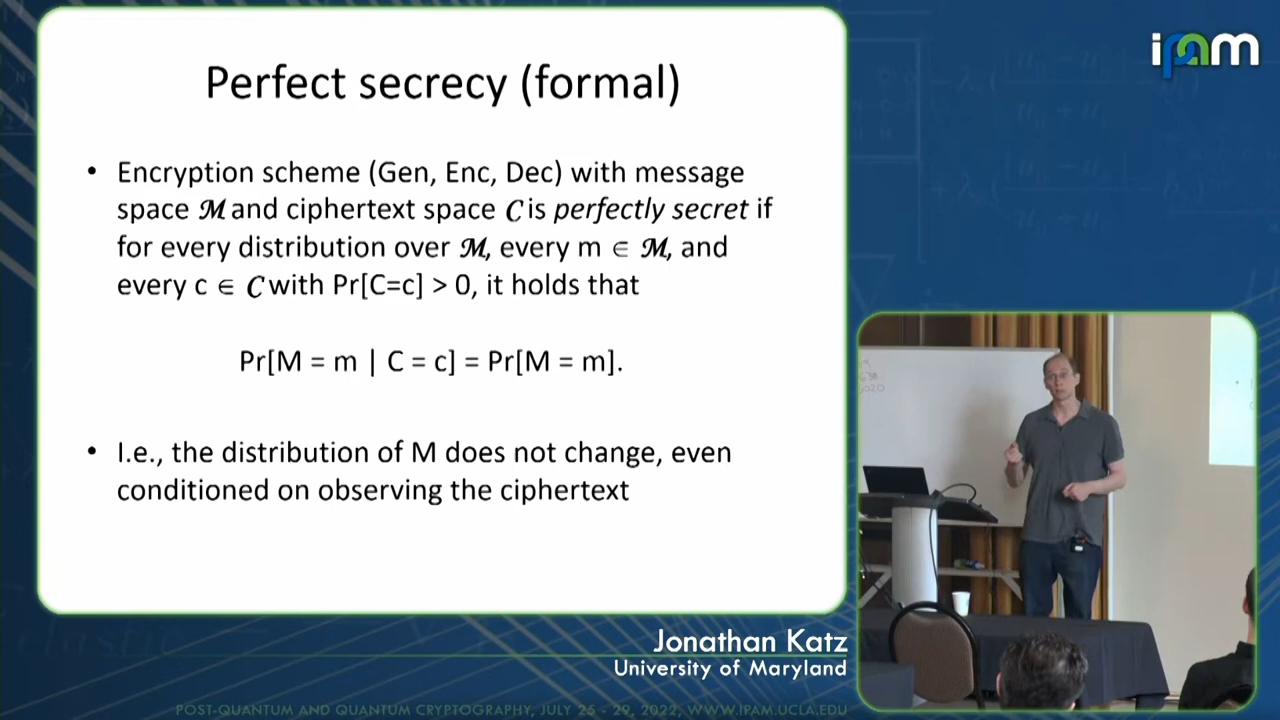 ipam
Perfect secrecy (formal)
• Encryption scheme (Gen, Enc, Dec) with message
space ℳ and ciphertext space 𝒞 is perfectly secret if
for every distribution over ℳ, every m ∈ ℳ, and
every c ∈ 𝒞 with Pr[C=c] > 0, it holds that
Pr[M = m | C = c] = Pr[M = m].
• I.e., the distribution of M does not change, even
conditioned on observing the ciphertext
Jonathan Katz
University of Maryland
POST-QUANTUM AND QUANTUM CRYPTOGRAPHY, JULY 25 - 29, 2022, WWW.IPAM.UCLA.EDU